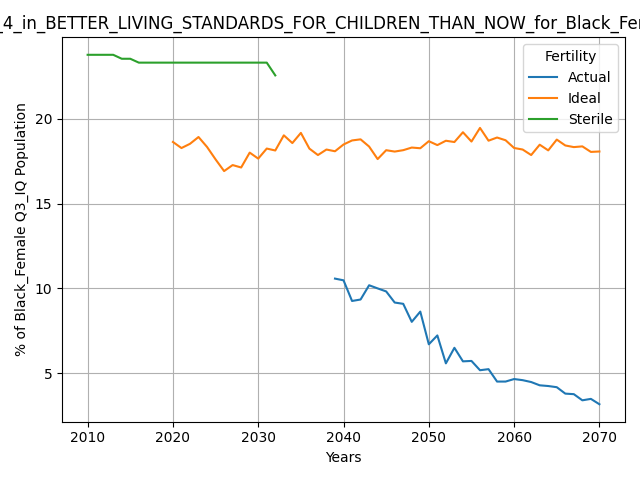 _4_in_BETTER_LIVING_STANDARDS_FOR_CHILDREN_THAN_NOW_for_Black_Fe
Fertility
Actual
Ideal
Sterile
% of Black_Female Q3_IQ Population
20
15
10
5
2010 2020 2030 2040 2050 2060 2070
Years